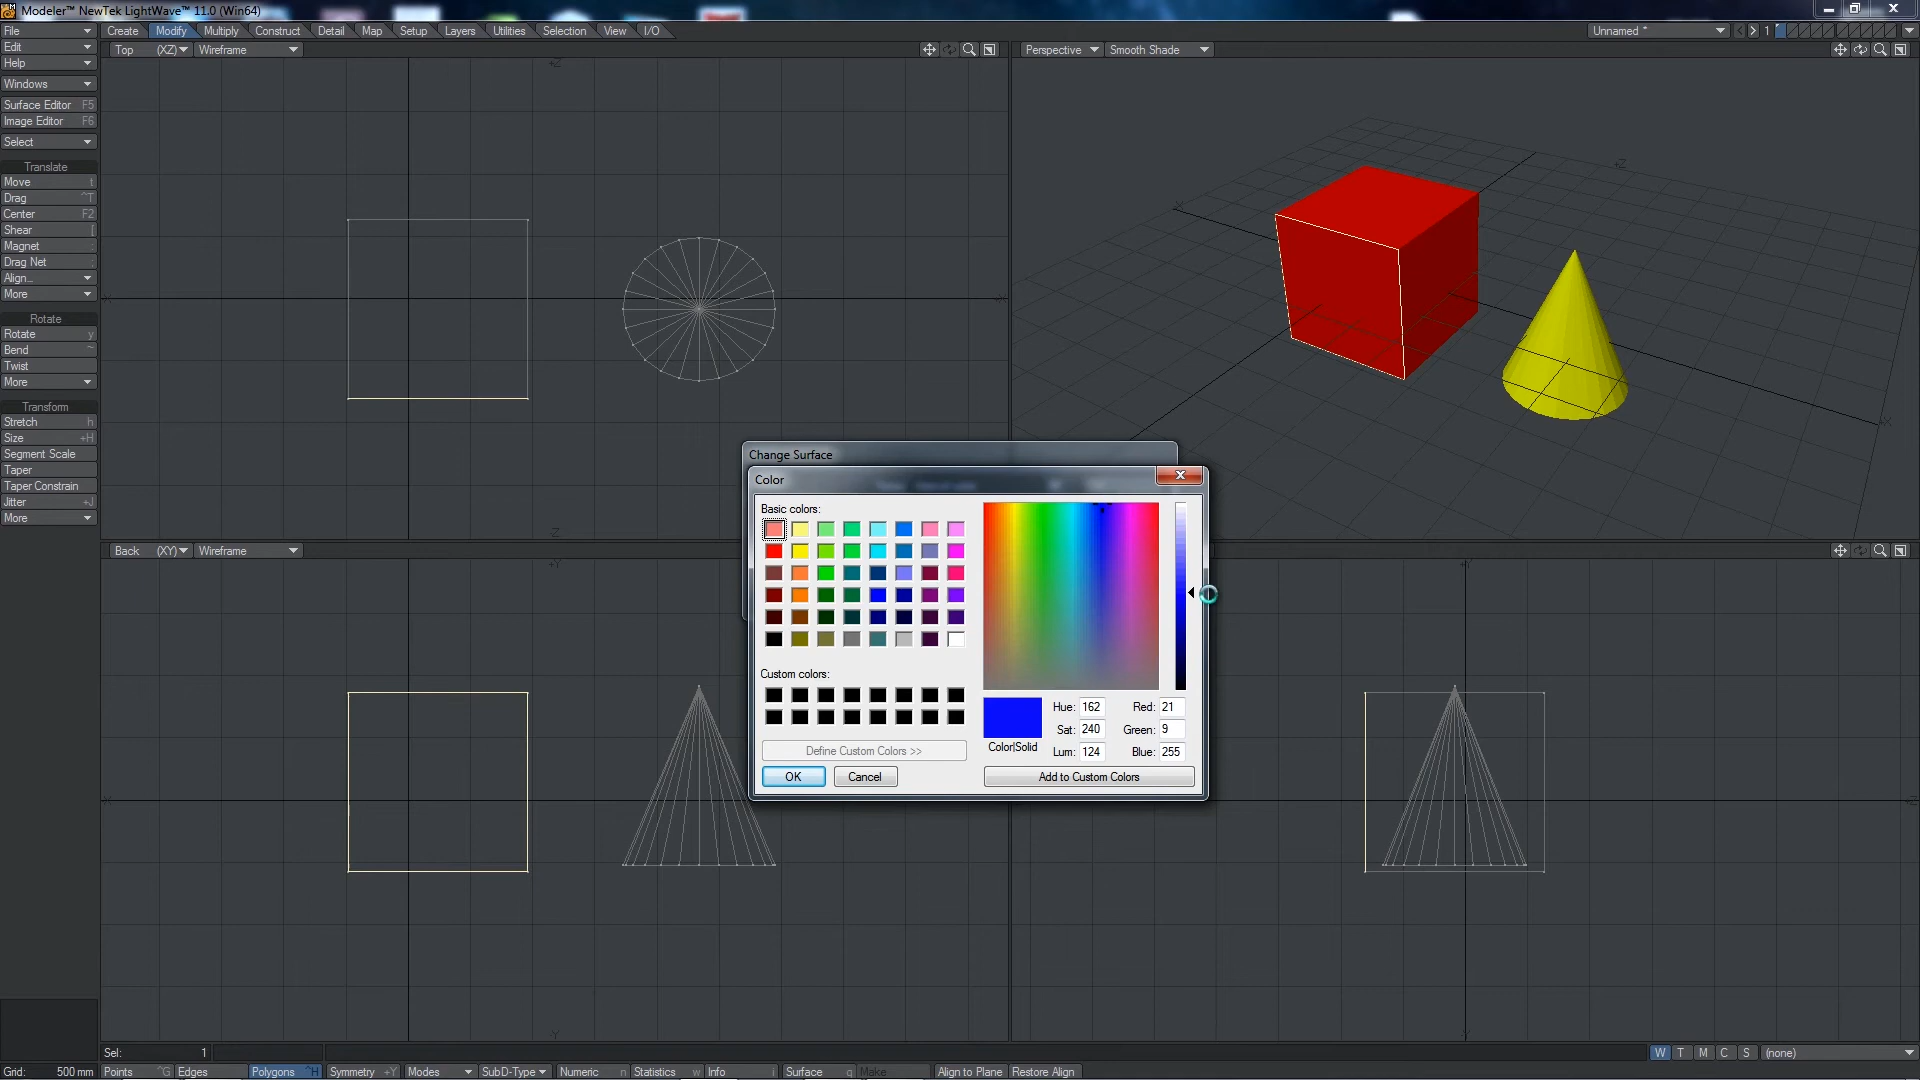 Modeler™ NewTek LightWave™ 11.0 (Win64)
File
Edit
Help
Windows
Surface Editor F5
Image Editor F6
Select
Translate
Move t
Drag ^T
Center F2
Shear [
Magnet :
Drag Net ;
Align...
More
Rotate
Rotate y
Bend ~
Twist
More
Transform
Stretch h
Size +H
Segment Scale
Taper
Taper Constrain
Jitter +J
More
Create Modify Multiply Construct Detail Map Setup Layers Utilities Selection View I/O
Unnamed * < > 1
Top (XZ) Wireframe
Perspective Smooth Shade
Back (XY) Wireframe
Change Surface
Color
Basic colors:
Custom colors:
Define Custom Colors >>
OK Cancel
Hue: 162 Red: 21
Sat: 240 Green: 9
Color|Solid
Lum: 124 Blue: 255
Add to Custom Colors
Sel: 1
W T M C S (none)
Grid: 500 mm Points ^G Edges Polygons ^H Symmetry +Y Modes SubD-Type Numeric n Statistics w Info i Surface q Make Align to Plane Restore Align